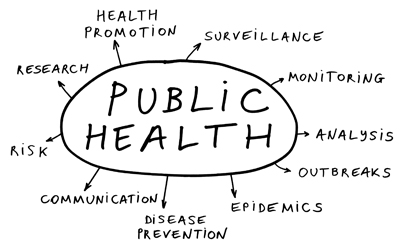 HEALTH
PROMOTION
SURVEILLANCE
RESEARCH
MONITORING
PUBLIC
HEALTH
ANALYSIS
RISK
OUTBREAKS
COMMUNICATION
EPIDEMICS
DISEASE
PREVENTION